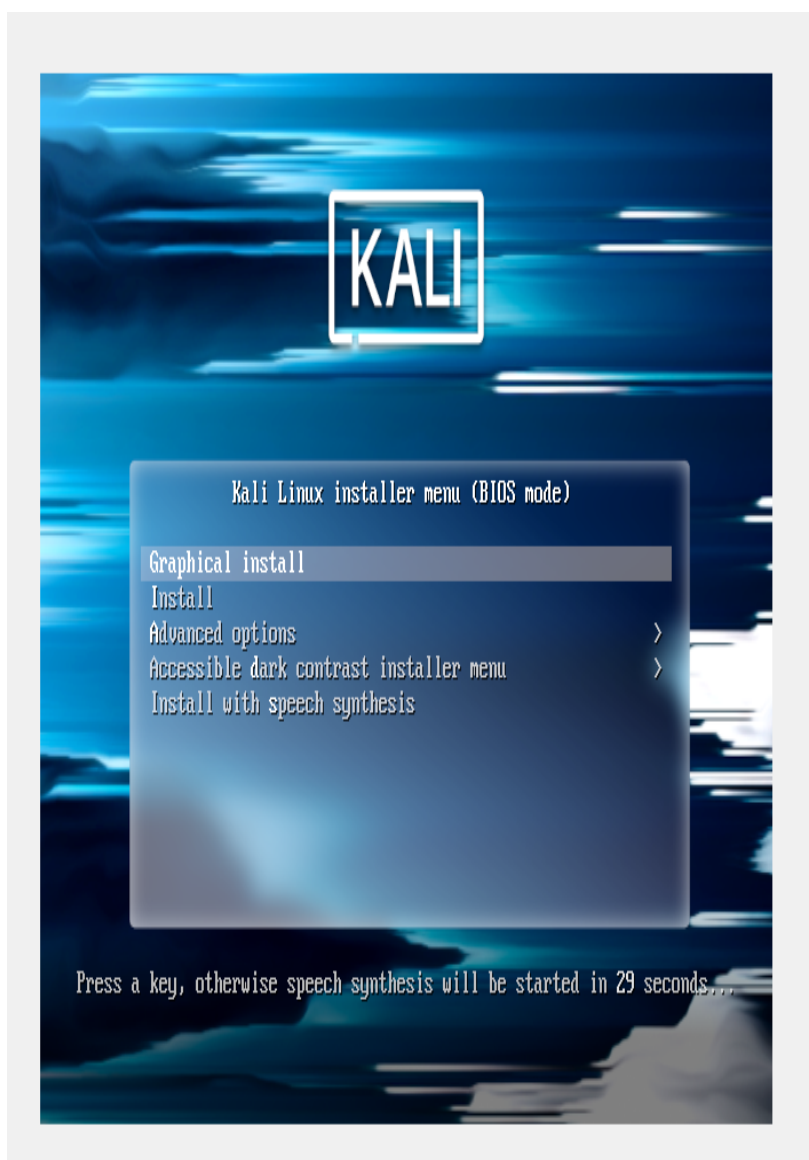 KALI
Kali Linux installer menu (BIOS mode)
Graphical install
Install
Advanced options >
Accessible dark contrast installer menu >
Install with speech synthesis
Press a key, otherwise speech synthesis will be started in 29 seconds...